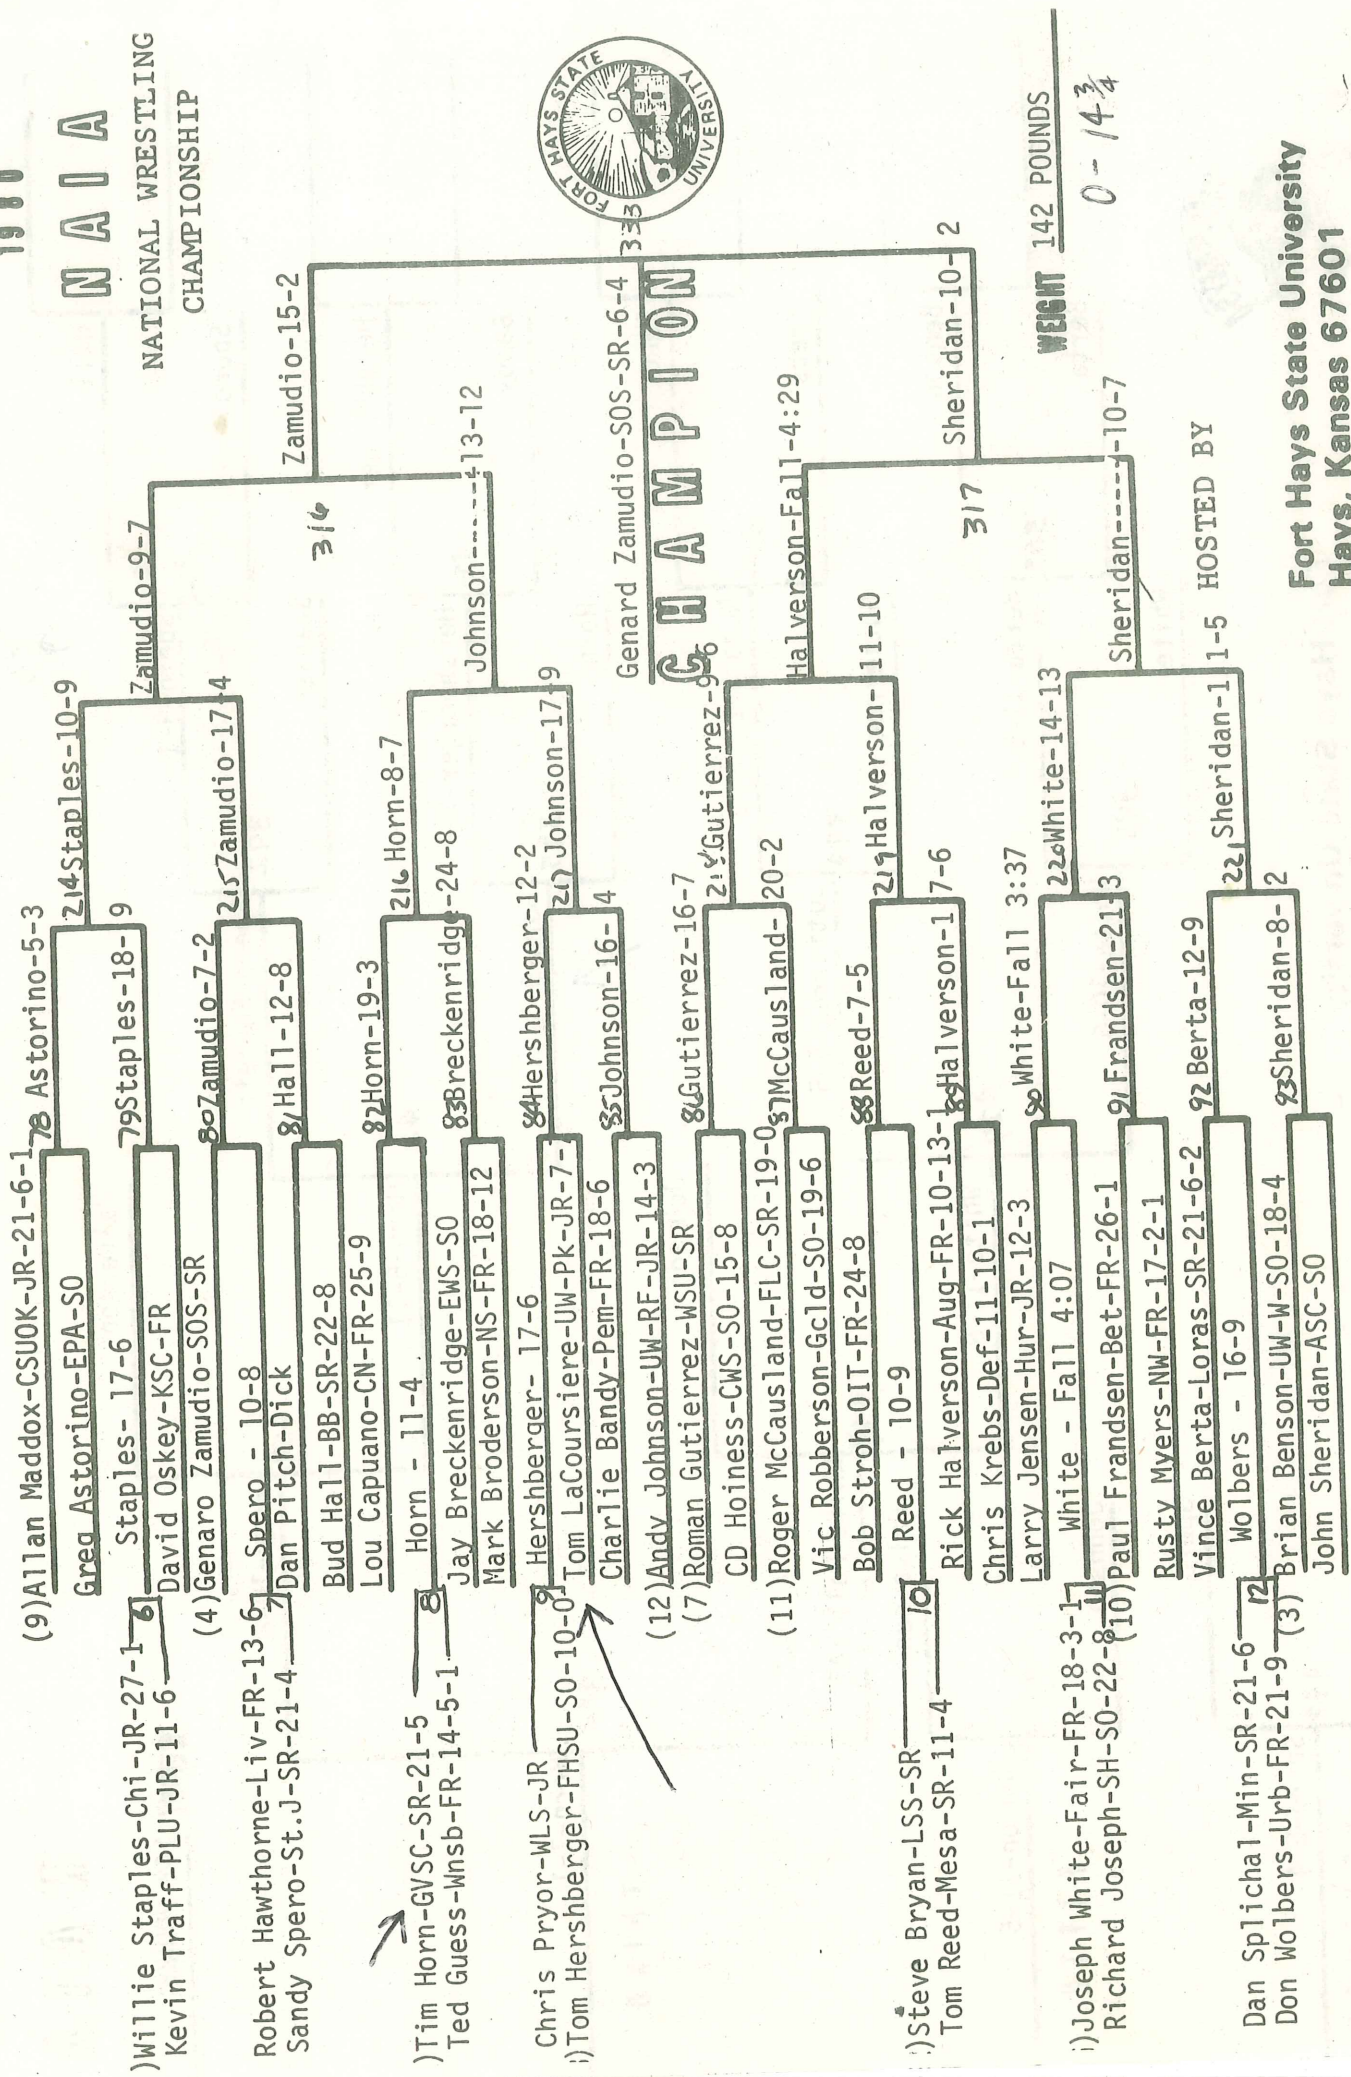 1980
N A I A
NATIONAL WRESTLING
CHAMPIONSHIP
FORT HAYS STATE UNIVERSITY
WEIGHT 142 POUNDS
0 - 14 3/4
HOSTED BY
Fort Hays State University
Hays, Kansas 67601
)Willie Staples-Chi-JR-27-1
Kevin Traff-PLU-JR-11-6
6
Robert Hawthorne-Liv-FR-13-6
Sandy Spero-St.J-SR-21-4
7
)Tim Horn-GVSC-SR-21-5
Ted Guess-Wnsb-FR-14-5-1
8
Chris Pryor-WLS-JR
)Tom Hershberger-FHSU-SO-10-0
9
)Steve Bryan-LSS-SR
Tom Reed-Mesa-SR-11-4
10
)Joseph White-Fair-FR-18-3-1
Richard Joseph-SH-SO-22-8
11
Dan Splichal-Min-SR-21-6
Don Wolbers-Urb-FR-21-9
12
(9)Allan Maddox-CSUOK-JR-21-6-1
Greg Astorino-EPA-SO
Staples- 17-6
David Oskey-KSC-FR
(4)Genaro Zamudio-SOS-SR
Spero - 10-8
Dan Pitch-Dick
Bud Hall-BB-SR-22-8
Lou Capuano-CN-FR-25-9
Horn - 11-4
Jay Breckenridge-EWS-SO
Mark Broderson-NS-FR-18-12
Hershberger- 17-6
Tom LaCoursiere-UW-Pk-JR-7-
Charlie Bandy-Pem-FR-18-6
(12)Andy Johnson-UW-RF-JR-14-3
(7)Roman Gutierrez-WSU-SR
CD Hoiness-CWS-SO-15-8
(11)Roger McCausland-FLC-SR-19-0
Vic Robberson-Gcld-SO-19-6
Bob Stroh-OIT-FR-24-8
Reed - 10-9
Rick Halverson-Aug-FR-10-13-1
Chris Krebs-Def-11-10-1
Larry Jensen-Hur-JR-12-3
White - Fall 4:07
(10)Paul Frandsen-Bet-FR-26-1
Rusty Myers-NW-FR-17-2-1
Vince Berta-Loras-SR-21-6-2
Wolbers - 16-9
(3)Brian Benson-UW-W-SO-18-4
John Sheridan-ASC-SO
78 Astorino-5-3
79 Staples-18-9
80 Zamudio-7-2
81 Hall-12-8
82 Horn-19-3
83 Breckenridge-24-8
84 Hershberger-12-2
85 Johnson-16-4
86 Gutierrez-16-7
87 McCausland-20-2
88 Reed-7-5
89 Halverson-17-6
90 White-Fall 3:37
91 Frandsen-21-3
92 Berta-12-9
93 Sheridan-8-2
214 Staples-10-9
215 Zamudio-17-4
216 Horn-8-7
217 Johnson-17-9
218 Gutierrez-9-6
219 Halverson-11-10
220 White-14-13
221 Sheridan-11-5
Zamudio-9-7
Johnson-----13-12
Halverson-Fall-4:29
Sheridan-----10-7
316
317
Zamudio-15-2
Sheridan-10-2
333
Genard Zamudio-SOS-SR-6-4
CHAMPION